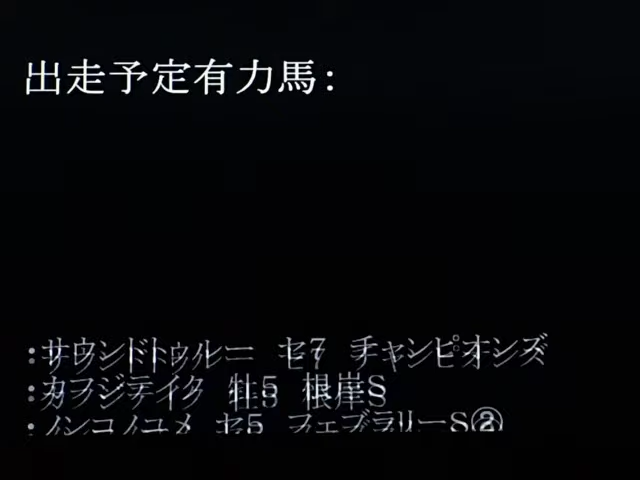 出走予定有力馬:
:サウンドトゥルー セ7 チャンピオンズ
:カフジテイク 牡5 根岸S
:ノンコノユメ セ5 フェブラリーS②